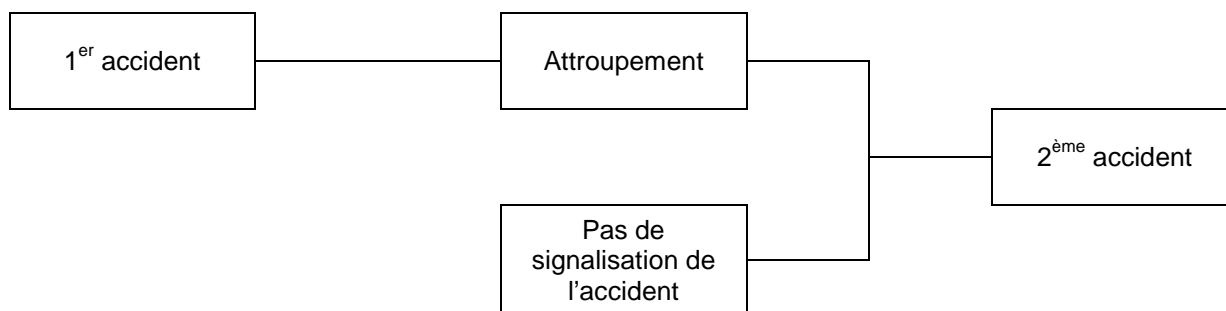 1er accident
Attroupement
2ème accident
Pas de
signalisation de
l'accident